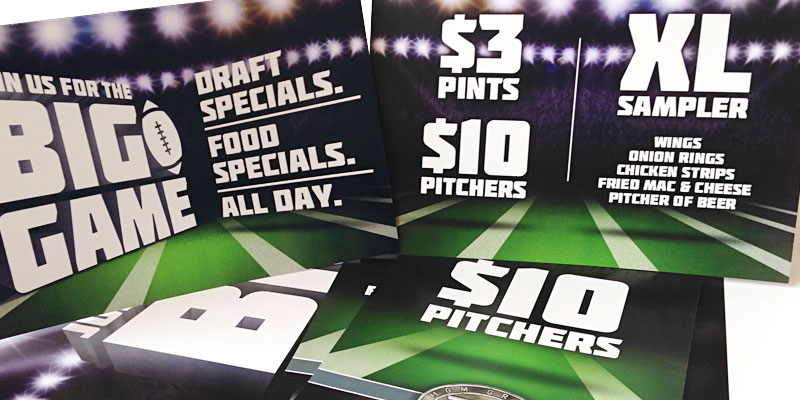 IN US FOR THE
BIG
GAME
DRAFT
SPECIALS.
FOOD
SPECIALS.
ALL DAY.
$3
PINTS
$10
PITCHERS
XL
SAMPLER
WINGS
ONION RINGS
CHICKEN STRIPS
FRIED MAC & CHEESE
PITCHER OF BEER
$10
PITCHERS